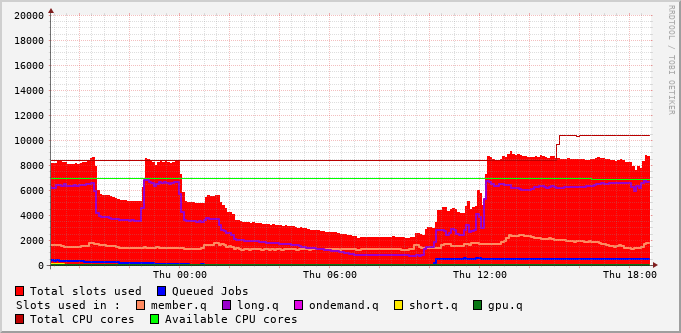 RRDTOOL / TOBI OETIKER
20000
18000
16000
14000
12000
10000
8000
6000
4000
2000
0
Thu 00:00 Thu 06:00 Thu 12:00 Thu 18:00
Total slots used Queued Jobs
Slots used in : member.q long.q ondemand.q short.q gpu.q
Total CPU cores Available CPU cores